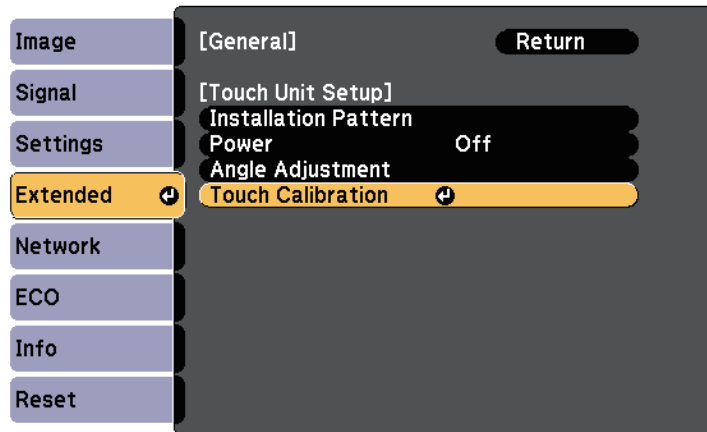 Image
Signal
Settings
Extended
Network
ECO
Info
Reset
[General] Return
[Touch Unit Setup]
Installation Pattern
Power Off
Angle Adjustment
Touch Calibration